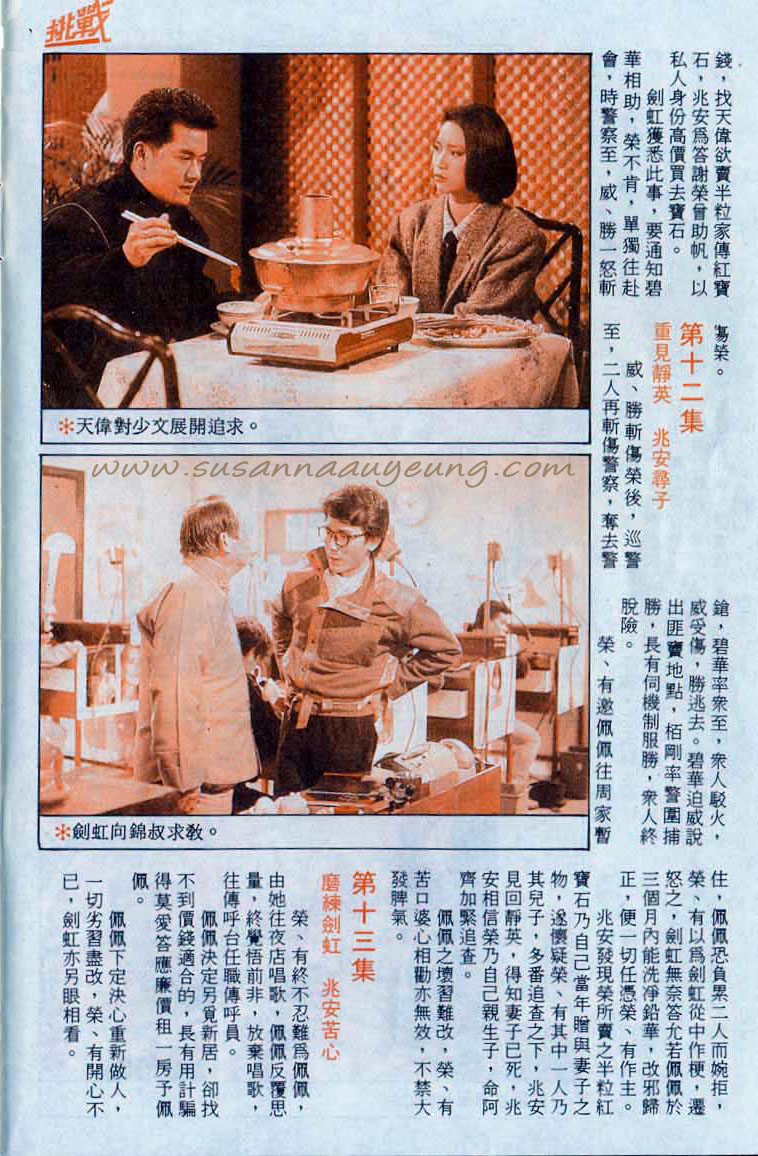 挑戰
錢，找天偉欲賣半粒家傳紅寶
石，兆安爲答謝榮曾助帆，以
私人身份高價買去寶石。
劍虹獲悉此事，要通知碧
華相助，榮不肯，單獨往赴
會，時警察至，威、勝一怒斬
傷榮。
第十二集
重見靜英　兆安尋子
威、勝斬傷榮後，巡警
至，二人再斬傷警察，奪去警
鎗，碧華率衆至，衆人駁火，
威受傷，勝逃去。碧華迫威說
出匪竇地點，栢剛率警圍捕
勝，長有伺機制服勝，衆人終
脫險。
榮、有邀佩佩往周家暫
住，佩佩恐負累二人而婉拒，
榮、有以爲劍虹從中作梗，遷
怒之，劍虹無奈答允若佩佩於
三個月內能洗淨鉛華，改邪歸
正，便一切任憑榮、有作主。
兆安發現榮所賣之半粒紅
寶石乃自己當年贈與妻子之
物，遂懷疑榮、有其中一人乃
其兒子，多番追查之下，兆安
見回靜英，得知妻子已死，兆
安相信榮乃自己親生子，命阿
齊加緊追查。
佩佩之壞習難改，榮、有
苦口婆心相勸亦無效，不禁大
發脾氣。
第十三集
磨練劍虹　兆安苦心
榮、有終不忍難爲佩佩，
由她往夜店唱歌，佩佩反覆思
量，終覺悟前非，放棄唱歌，
往傳呼台任職傳呼員。
佩佩決定另覓新居，卻找
不到價錢適合的，長有用計騙
得莫愛答應廉價租一房予佩
佩。
佩佩下定決心重新做人，
一切劣習盡改，榮、有開心不
已，劍虹亦另眼相看。
＊天偉對少文展開追求。
www.susannaauyeung.com
＊劍虹向錦叔求教。